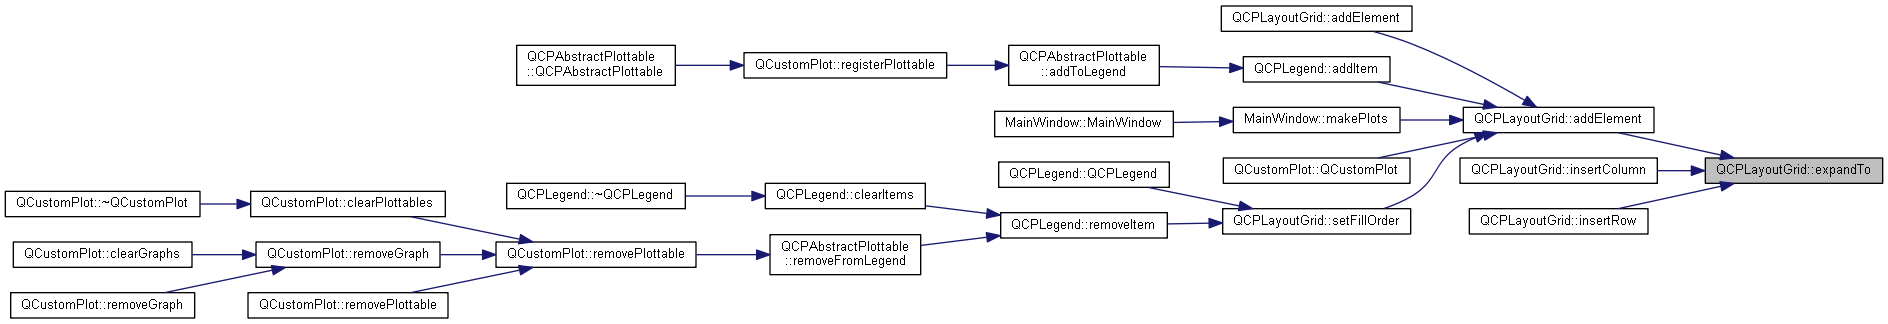 QCPLayoutGrid::addElement
QCPAbstractPlottable
::QCPAbstractPlottable
QCustomPlot::registerPlottable
QCPAbstractPlottable
::addToLegend
QCPLegend::addItem
MainWindow::MainWindow
MainWindow::makePlots
QCPLayoutGrid::addElement
QCPLegend::QCPLegend
QCustomPlot::QCustomPlot
QCPLayoutGrid::insertColumn
QCPLayoutGrid::expandTo
QCustomPlot::~QCustomPlot
QCustomPlot::clearPlottables
QCPLegend::~QCPLegend
QCPLegend::clearItems
QCPLegend::removeItem
QCPLayoutGrid::setFillOrder
QCPLayoutGrid::insertRow
QCustomPlot::clearGraphs
QCustomPlot::removeGraph
QCustomPlot::removePlottable
QCPAbstractPlottable
::removeFromLegend
QCustomPlot::removeGraph
QCustomPlot::removePlottable